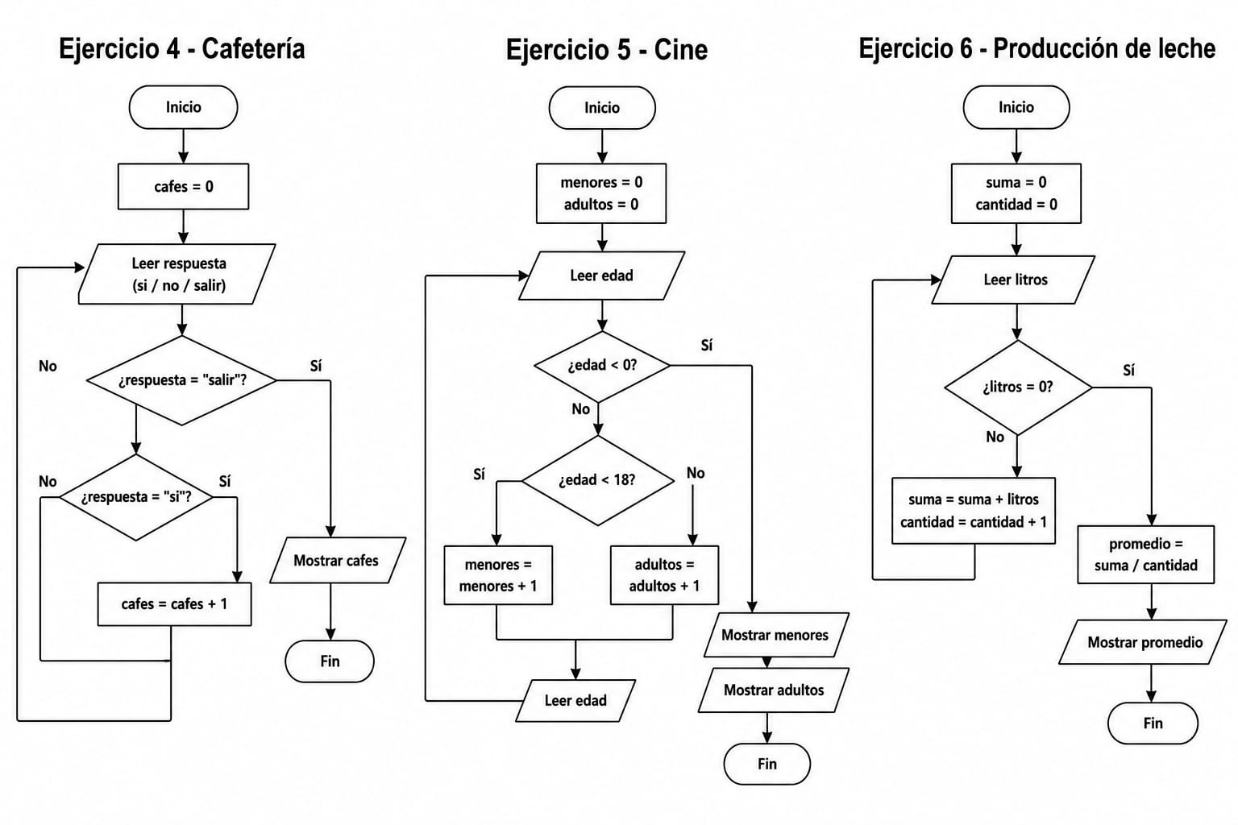 Ejercicio 4 - Cafetería
Inicio
cafes = 0
Leer respuesta
(si / no / salir)
No
¿respuesta = "salir"?
Sí
No
¿respuesta = "si"?
Sí
Mostrar cafes
cafes = cafes + 1
Fin
Ejercicio 5 - Cine
Inicio
menores = 0
adultos = 0
Leer edad
¿edad < 0?
Sí
No
Sí
¿edad < 18?
No
menores =
menores + 1
adultos =
adultos + 1
Mostrar menores
Leer edad
Mostrar adultos
Fin
Ejercicio 6 - Producción de leche
Inicio
suma = 0
cantidad = 0
Leer litros
¿litros = 0?
Sí
No
suma = suma + litros
cantidad = cantidad + 1
promedio =
suma / cantidad
Mostrar promedio
Fin